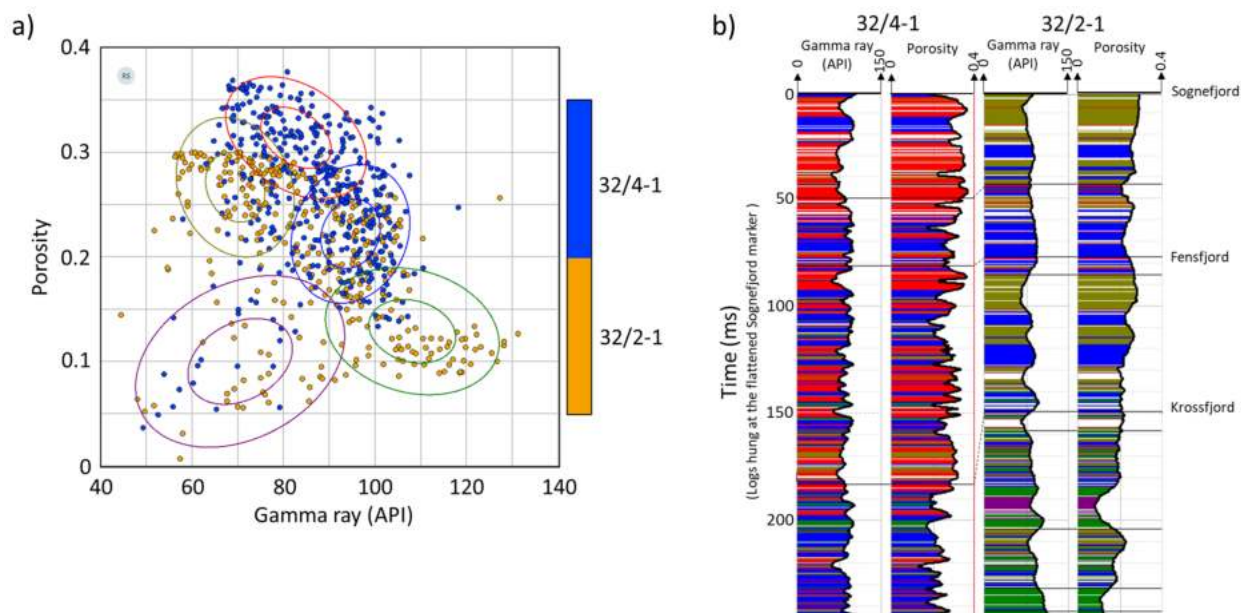 a)
Porosity
0.4
0.3
0.2
0.1
0
40 60 80 100 120 140
Gamma ray (API)
RS
32/4-1
32/2-1
b)
32/4-1 32/2-1
Gamma ray (API) Porosity Gamma ray (API) Porosity
0 150 0 0.4 0 150 0 0.4
Time (ms)
(Logs hung at the flattened Sognefjord marker )
0
50
100
150
200
Sognefjord
Fensfjord
Krossfjord